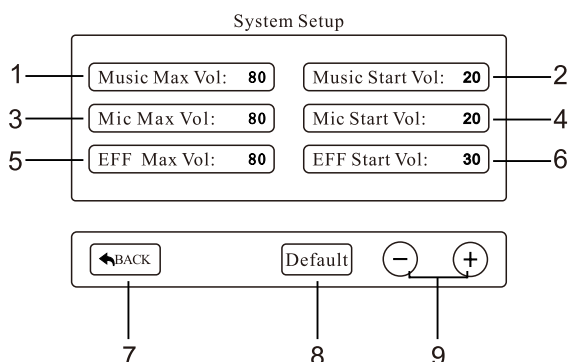 System Setup
1 Music Max Vol: 80 Music Start Vol: 20 2
3 Mic Max Vol: 80 Mic Start Vol: 20 4
5 EFF Max Vol: 80 EFF Start Vol: 30 6
BACK Default − +
7 8 9